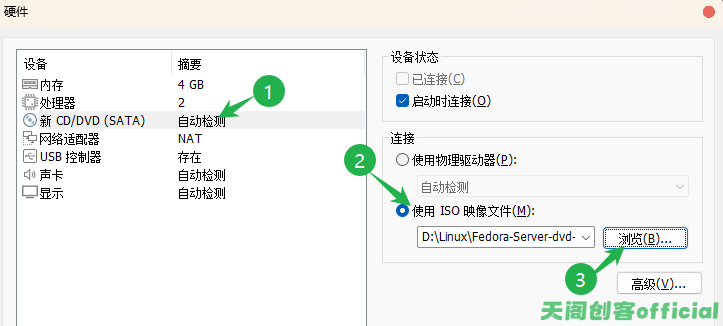 硬件
设备 摘要
内存 4 GB
处理器 2
新 CD/DVD (SATA) 自动检测
网络适配器 NAT
USB 控制器 存在
声卡 自动检测
显示 自动检测
1
设备状态
已连接(C)
启动时连接(O)
连接
使用物理驱动器(P):
自动检测
2
使用 ISO 映像文件(M):
D:\Linux\Fedora-Server-dvd- 浏览(B)...
3
高级(V)...
天阁创客official